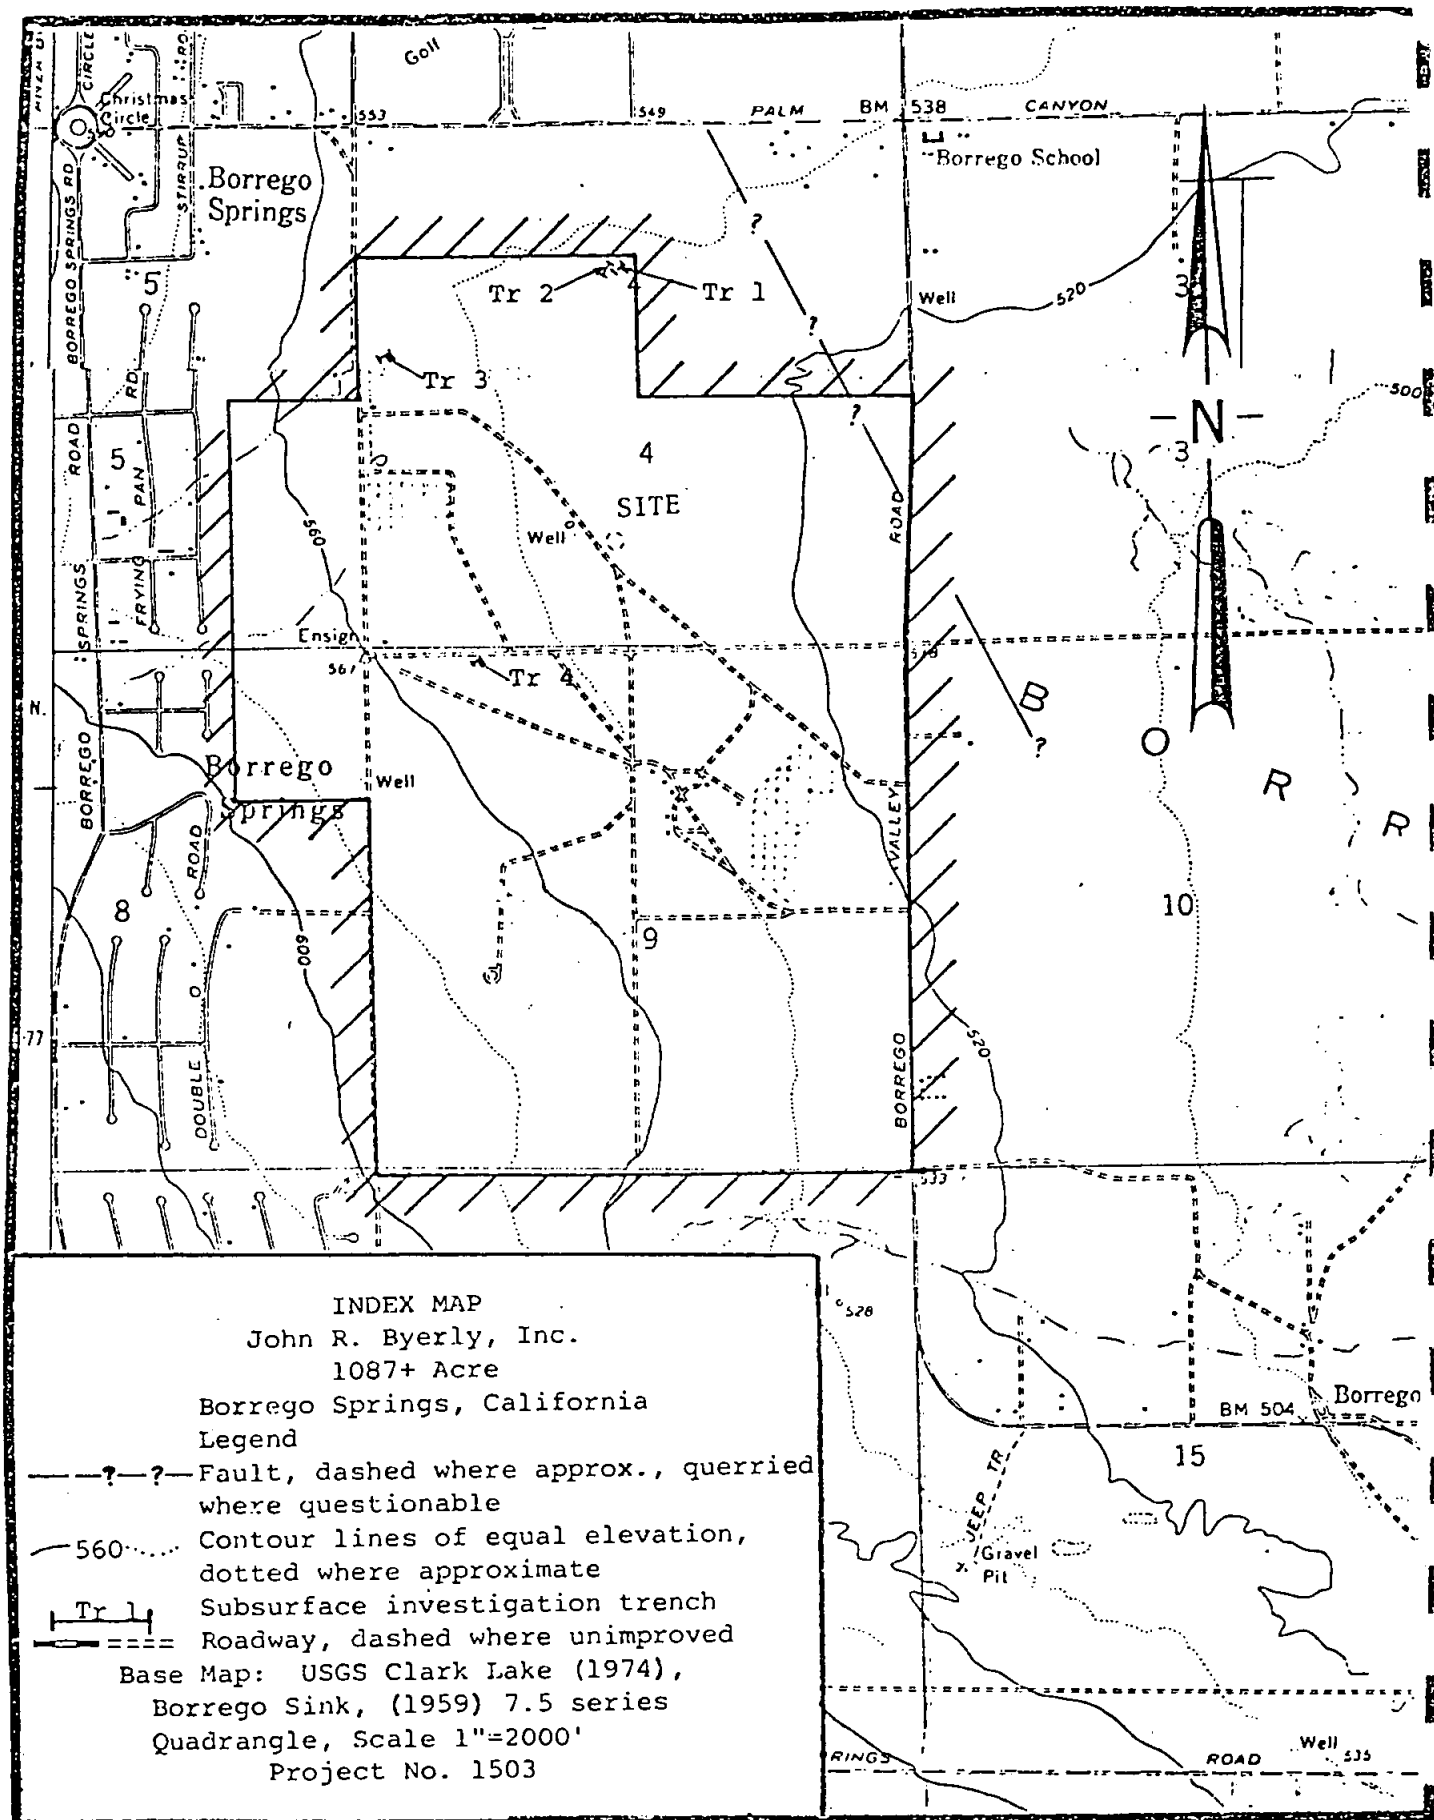 CIRCLE
RO
Golf
Christmas
Circle
553
549
PALM
BM 538
CANYON
STIRRUP
Borrego School
Borrego
Springs
BORREGO SPRINGS RD
?
5
Tr 2
4
Tr 1
Well
520
3
?
Tr 3
RD
?
500
N
ROAD
5
PAN
4
3
SITE
ROAD
560
Well
FRYING
SPRINGS
Ensign
567
Tr 4
B
O
R
R
?
N.
BORREGO
Borrego
Springs
Well
VALLEY
ROAD
8
10
9
600
O
77
520
DOUBLE
BORREGO
533
INDEX MAP
John R. Byerly, Inc.
1087+ Acre
Borrego Springs, California
Legend
?—?— Fault, dashed where approx., querried
where questionable
560 Contour lines of equal elevation,
dotted where approximate
Tr 1 Subsurface investigation trench
Roadway, dashed where unimproved
Base Map: USGS Clark Lake (1974),
Borrego Sink, (1959) 7.5 series
Quadrangle, Scale 1"=2000'
Project No. 1503
528
Borrego
BM 504
15
JEEP TR
Gravel
Pit
RINGS
ROAD
Well
535